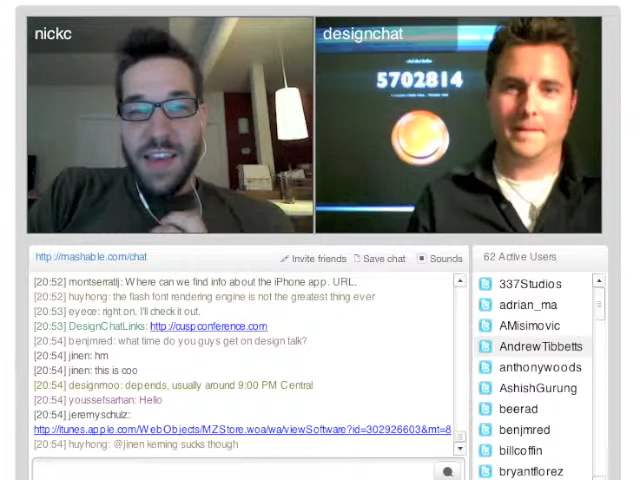 nickc
designchat
5702814
http://mashable.com/chat
Invite friends
Save chat
Sounds
62 Active Users
[20:52] montserratlj: Where can we find info about the iPhone app. URL.
[20:52] huyhong: the flash font rendering engine is not the greatest thing ever
[20:53] eyece: right on, I'll check it out.
[20:53] DesignChatLinks: http://cuspconference.com
[20:54] benjmred: what time do you guys get on design talk?
[20:54] jinen: hm
[20:54] jinen: this is coo
[20:54] designmoo: depends, usually around 9:00 PM Central
[20:54] youssefsarhan: Hello
[20:54] jeremyschulz:
http://itunes.apple.com/WebObjects/MZStore.woa/wa/viewSoftware?id=302926603&mt=8
[20:54] huyhong: @jinen kerning sucks though
337Studios
adrian_ma
AMisimovic
AndrewTibbetts
anthonywoods
AshishGurung
beerad
benjmred
billcoffin
bryantflorez